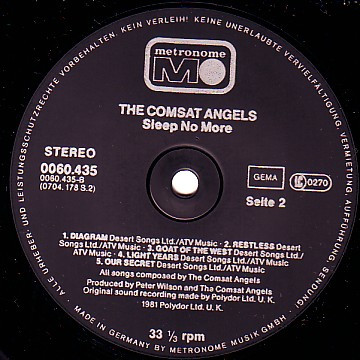 ALLE URHEBER UND LEISTUNGSSCHUTZRECHTE VORBEHALTEN. KEIN VERLEIH! KEINE UNERLAUBTE VERVIELFÄLTIGUNG, VERMIETUNG, AUFFÜHRUNG, SENDUNG!
metronome
M
THE COMSAT ANGELS
Sleep No More
STEREO
0060.435
0060.435-B
(0704.178 S.2)
GEMA
LC 0270
Seite 2
1. DIAGRAM Desert Songs Ltd./ATV Music · 2. RESTLESS Desert
Songs Ltd./ATV Music · 3. GOAT OF THE WEST Desert Songs Ltd./
ATV Music · 4. LIGHT YEARS Desert Songs Ltd./ATV Music
5. OUR SECRET Desert Songs Ltd./ATV Music
All songs composed by The Comsat Angels
Produced by Peter Wilson and Tha Comsat Angels
Original sound recording made by Polydor Ltd. U. K.
1981 Polydor Ltd. U. K.
33 ⅓ rpm
MADE IN GERMANY BY METRONOME MUSIK GMBH